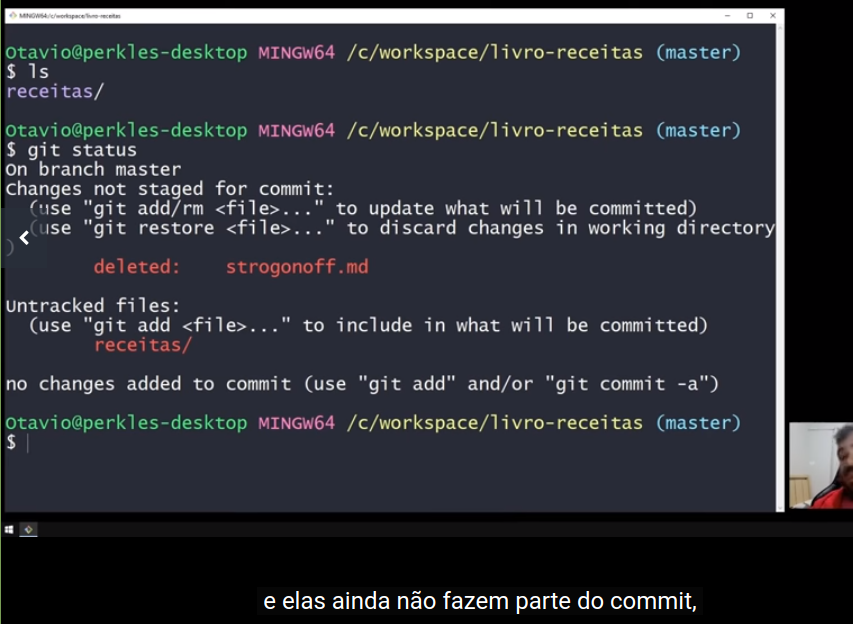 MINGW64:/c/workspace/livro-receitas
Otavio@perkles-desktop MINGW64 /c/workspace/livro-receitas (master)
$ ls
receitas/
Otavio@perkles-desktop MINGW64 /c/workspace/livro-receitas (master)
$ git status
On branch master
Changes not staged for commit:
(use "git add/rm <file>..." to update what will be committed)
(use "git restore <file>..." to discard changes in working directory
)
deleted: strogonoff.md
Untracked files:
(use "git add <file>..." to include in what will be committed)
receitas/
no changes added to commit (use "git add" and/or "git commit -a")
Otavio@perkles-desktop MINGW64 /c/workspace/livro-receitas (master)
$
e elas ainda não fazem parte do commit,